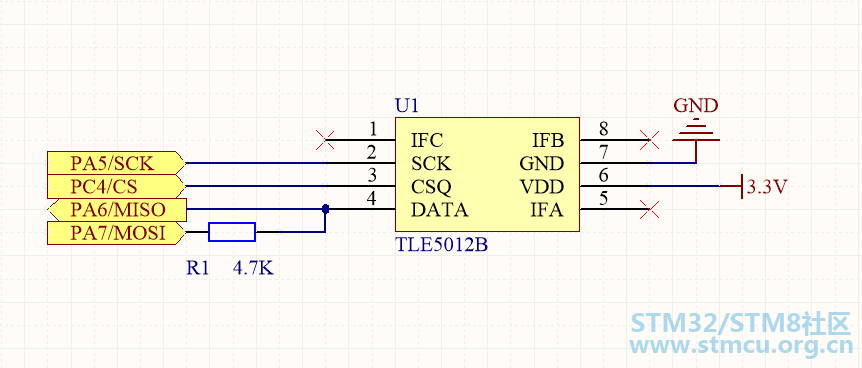 U1
GND
1 IFC IFB 8
PA5/SCK 2 SCK GND 7
PC4/CS 3 CSQ VDD 6 3.3V
PA6/MISO 4 DATA IFA 5
PA7/MOSI
R1 4.7K
TLE5012B
STM32/STM8社区
www.stmcu.org.cn